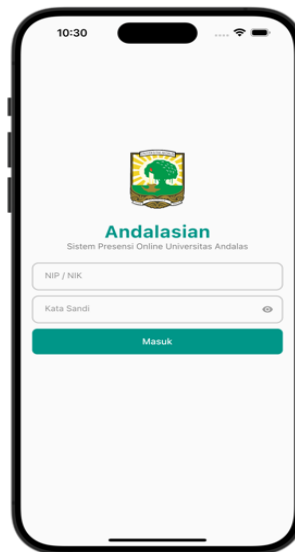 10:30
Andalasian
Sistem Presensi Online Universitas Andalas
NIP / NIK
Kata Sandi
Masuk